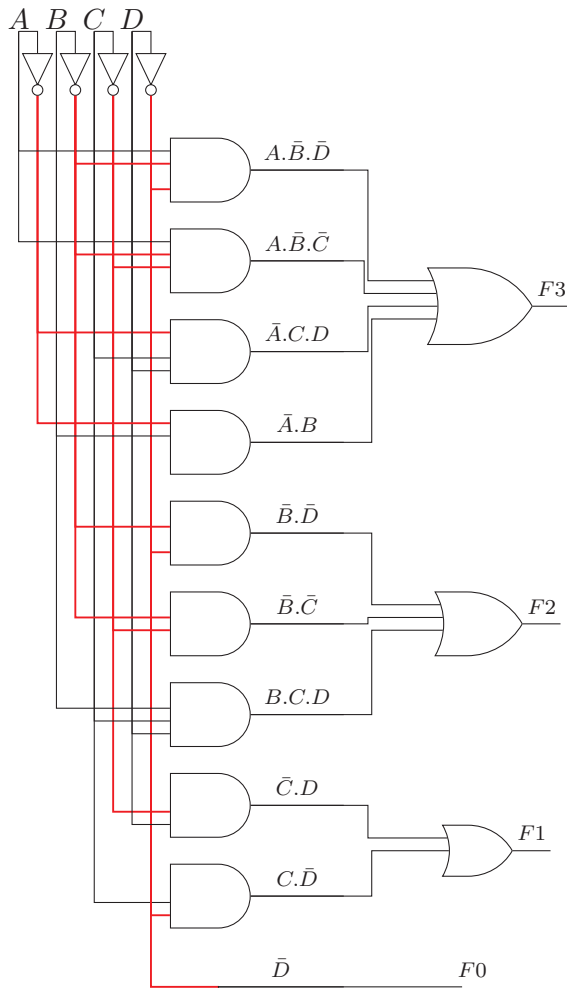 A B C D
A.B̄.D̄
A.B̄.C̄
F3
Ā.C.D
Ā.B
B̄.D̄
B̄.C̄
F2
B.C.D
C̄.D
F1
C.D̄
D̄ F0